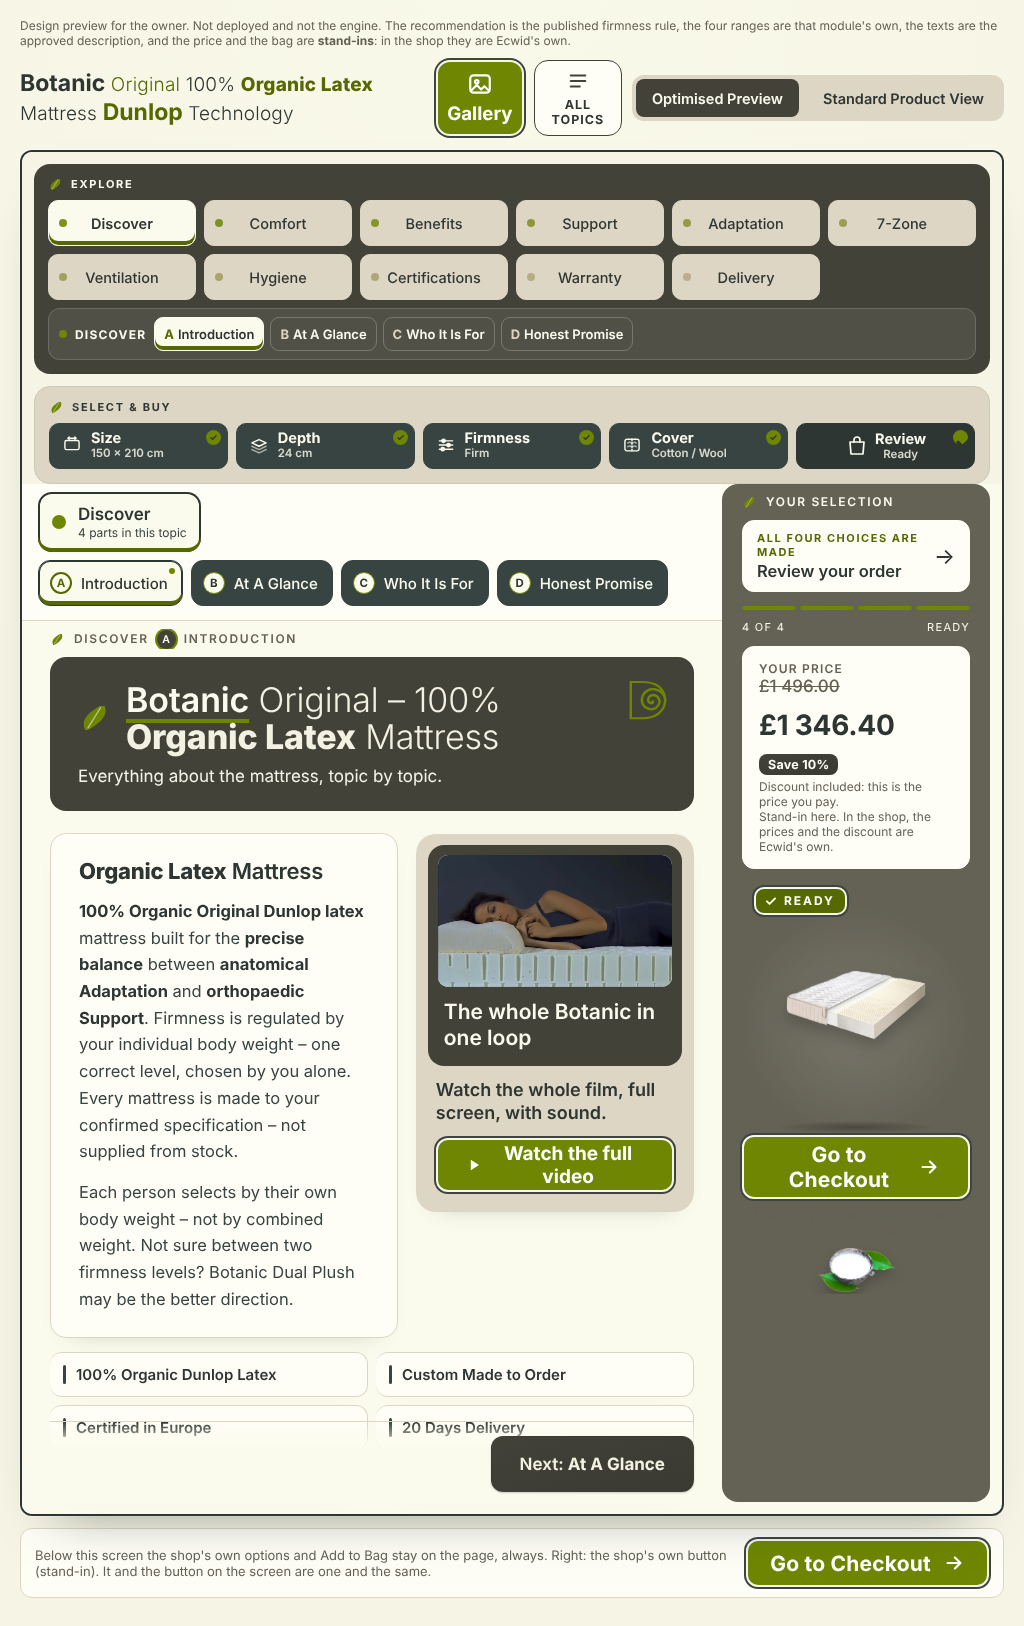 Design preview for the owner. Not deployed and not the engine. The recommendation is the published firmness rule, the four ranges are that module's own, the texts are the
approved description, and the price and the bag are stand-ins: in the shop they are Ecwid's own.
Botanic Original 100% Organic Latex
Mattress Dunlop Technology
Gallery
ALL
TOPICS
Optimised Preview
Standard Product View
EXPLORE
Discover
Comfort
Benefits
Support
Adaptation
7-Zone
Ventilation
Hygiene
Certifications
Warranty
Delivery
DISCOVER
A Introduction
B At A Glance
C Who It Is For
D Honest Promise
SELECT & BUY
Size
150 × 210 cm
Depth
24 cm
Firmness
Firm
Cover
Cotton / Wool
Review
Ready
Discover
4 parts in this topic
A Introduction
B At A Glance
C Who It Is For
D Honest Promise
DISCOVER A INTRODUCTION
Botanic Original – 100%
Organic Latex Mattress
Everything about the mattress, topic by topic.
Organic Latex Mattress
100% Organic Original Dunlop latex
mattress built for the precise
balance between anatomical
Adaptation and orthopaedic
Support. Firmness is regulated by
your individual body weight – one
correct level, chosen by you alone.
Every mattress is made to your
confirmed specification – not
supplied from stock.
Each person selects by their own
body weight – not by combined
weight. Not sure between two
firmness levels? Botanic Dual Plush
may be the better direction.
The whole Botanic in
one loop
Watch the whole film, full
screen, with sound.
Watch the full
video
100% Organic Dunlop Latex
Custom Made to Order
Certified in Europe
20 Days Delivery
Next: At A Glance
YOUR SELECTION
ALL FOUR CHOICES ARE
MADE
Review your order
4 OF 4
READY
YOUR PRICE
£1 496.00
£1 346.40
Save 10%
Discount included: this is the
price you pay.
Stand-in here. In the shop, the
prices and the discount are
Ecwid's own.
READY
Go to
Checkout
Below this screen the shop's own options and Add to Bag stay on the page, always. Right: the shop's own button
(stand-in). It and the button on the screen are one and the same.
Go to Checkout